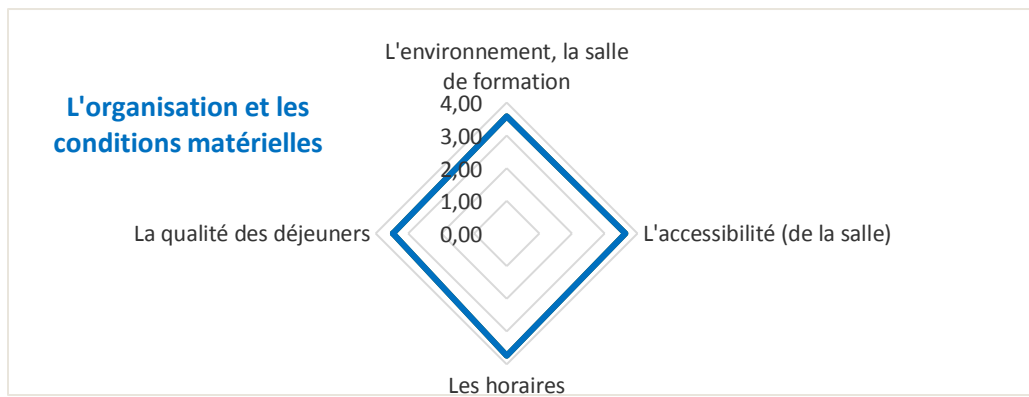 L'organisation et les
conditions matérielles
L'environnement, la salle
de formation
4,00
3,00
2,00
1,00
0,00
La qualité des déjeuners
L'accessibilité (de la salle)
Les horaires